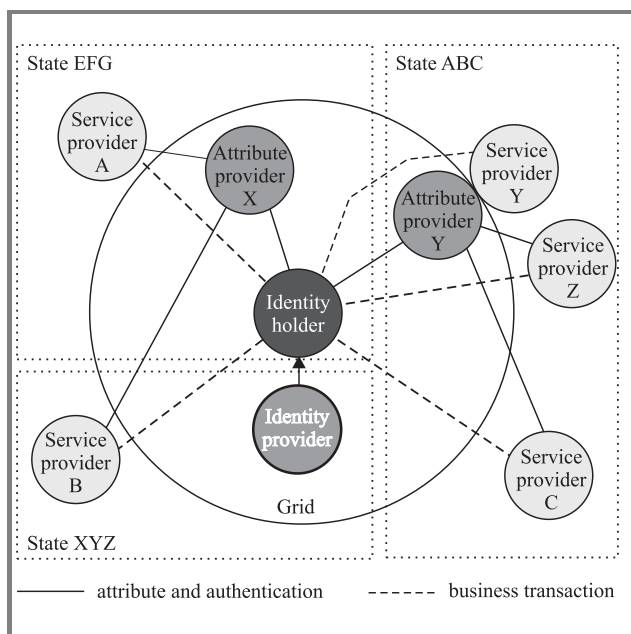 State EFG
State ABC
Service
provider
A
Attribute
provider
X
Service
provider
Y
Attribute
provider
Y
Service
provider
Z
Identity
holder
Identity
provider
Service
provider
B
Service
provider
C
Grid
State XYZ
attribute and authentication
business transaction